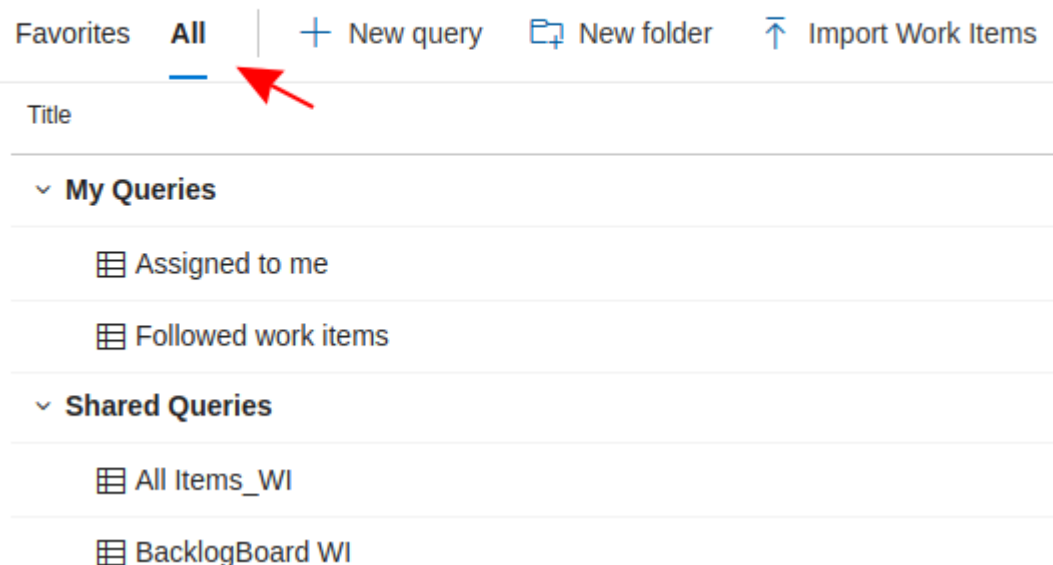 Favorites All New query New folder Import Work Items
Title
My Queries
Assigned to me
Followed work items
Shared Queries
All Items_WI
BacklogBoard WI